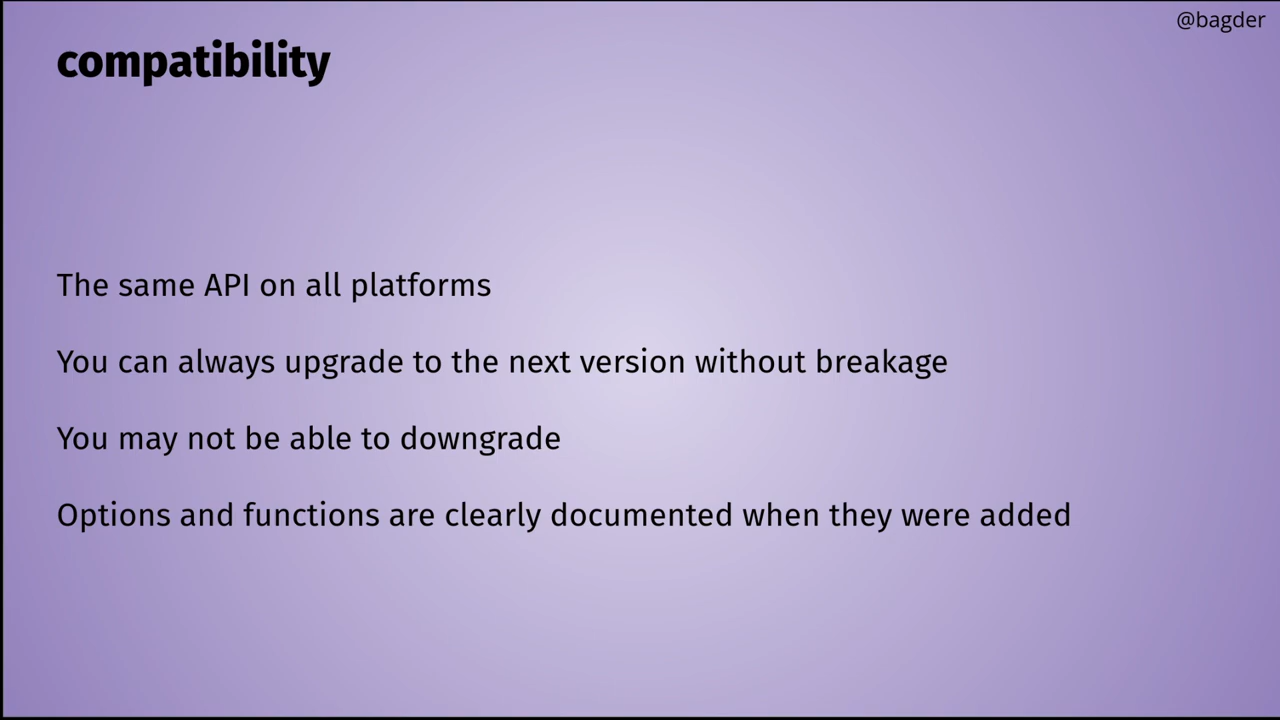 @bagder
compatibility
The same API on all platforms
You can always upgrade to the next version without breakage
You may not be able to downgrade
Options and functions are clearly documented when they were added